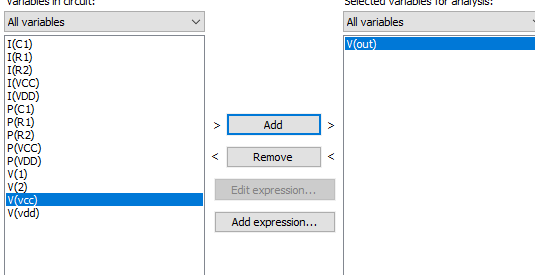 Variables in circuit:
Selected variables for analysis:
All variables
All variables
I(C1)
I(R1)
I(R2)
I(VCC)
I(VDD)
P(C1)
P(R1)
P(R2)
P(VCC)
P(VDD)
V(1)
V(2)
V(vcc)
V(vdd)
V(out)
> Add >
< Remove <
Edit expression...
Add expression...